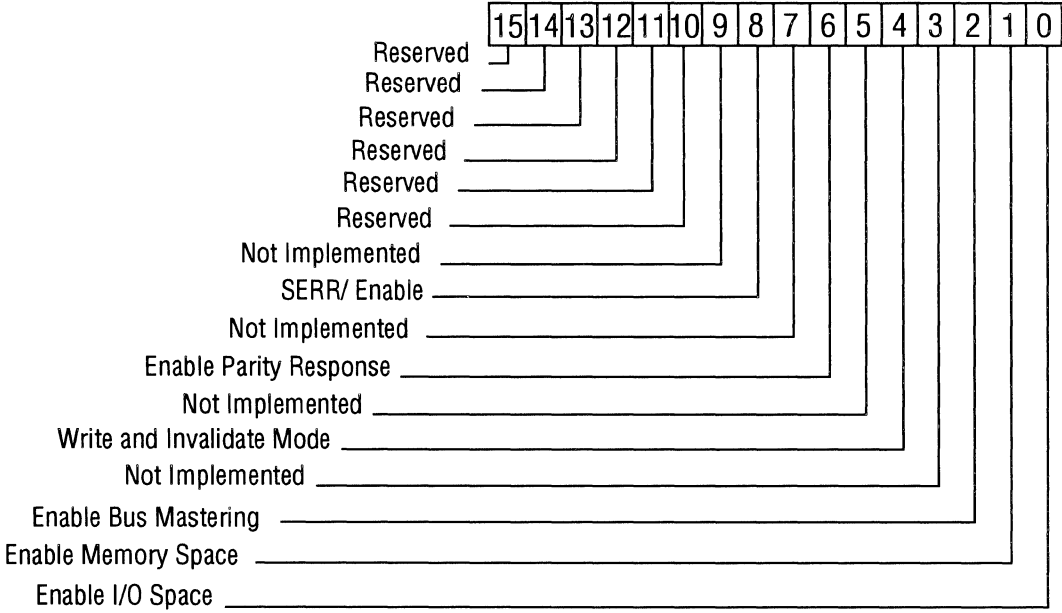 15 14 13 12 11 10 9 8 7 6 5 4 3 2 1 0
Reserved
Reserved
Reserved
Reserved
Reserved
Reserved
Not Implemented
SERR/ Enable
Not Implemented
Enable Parity Response
Not Implemented
Write and Invalidate Mode
Not Implemented
Enable Bus Mastering
Enable Memory Space
Enable I/O Space